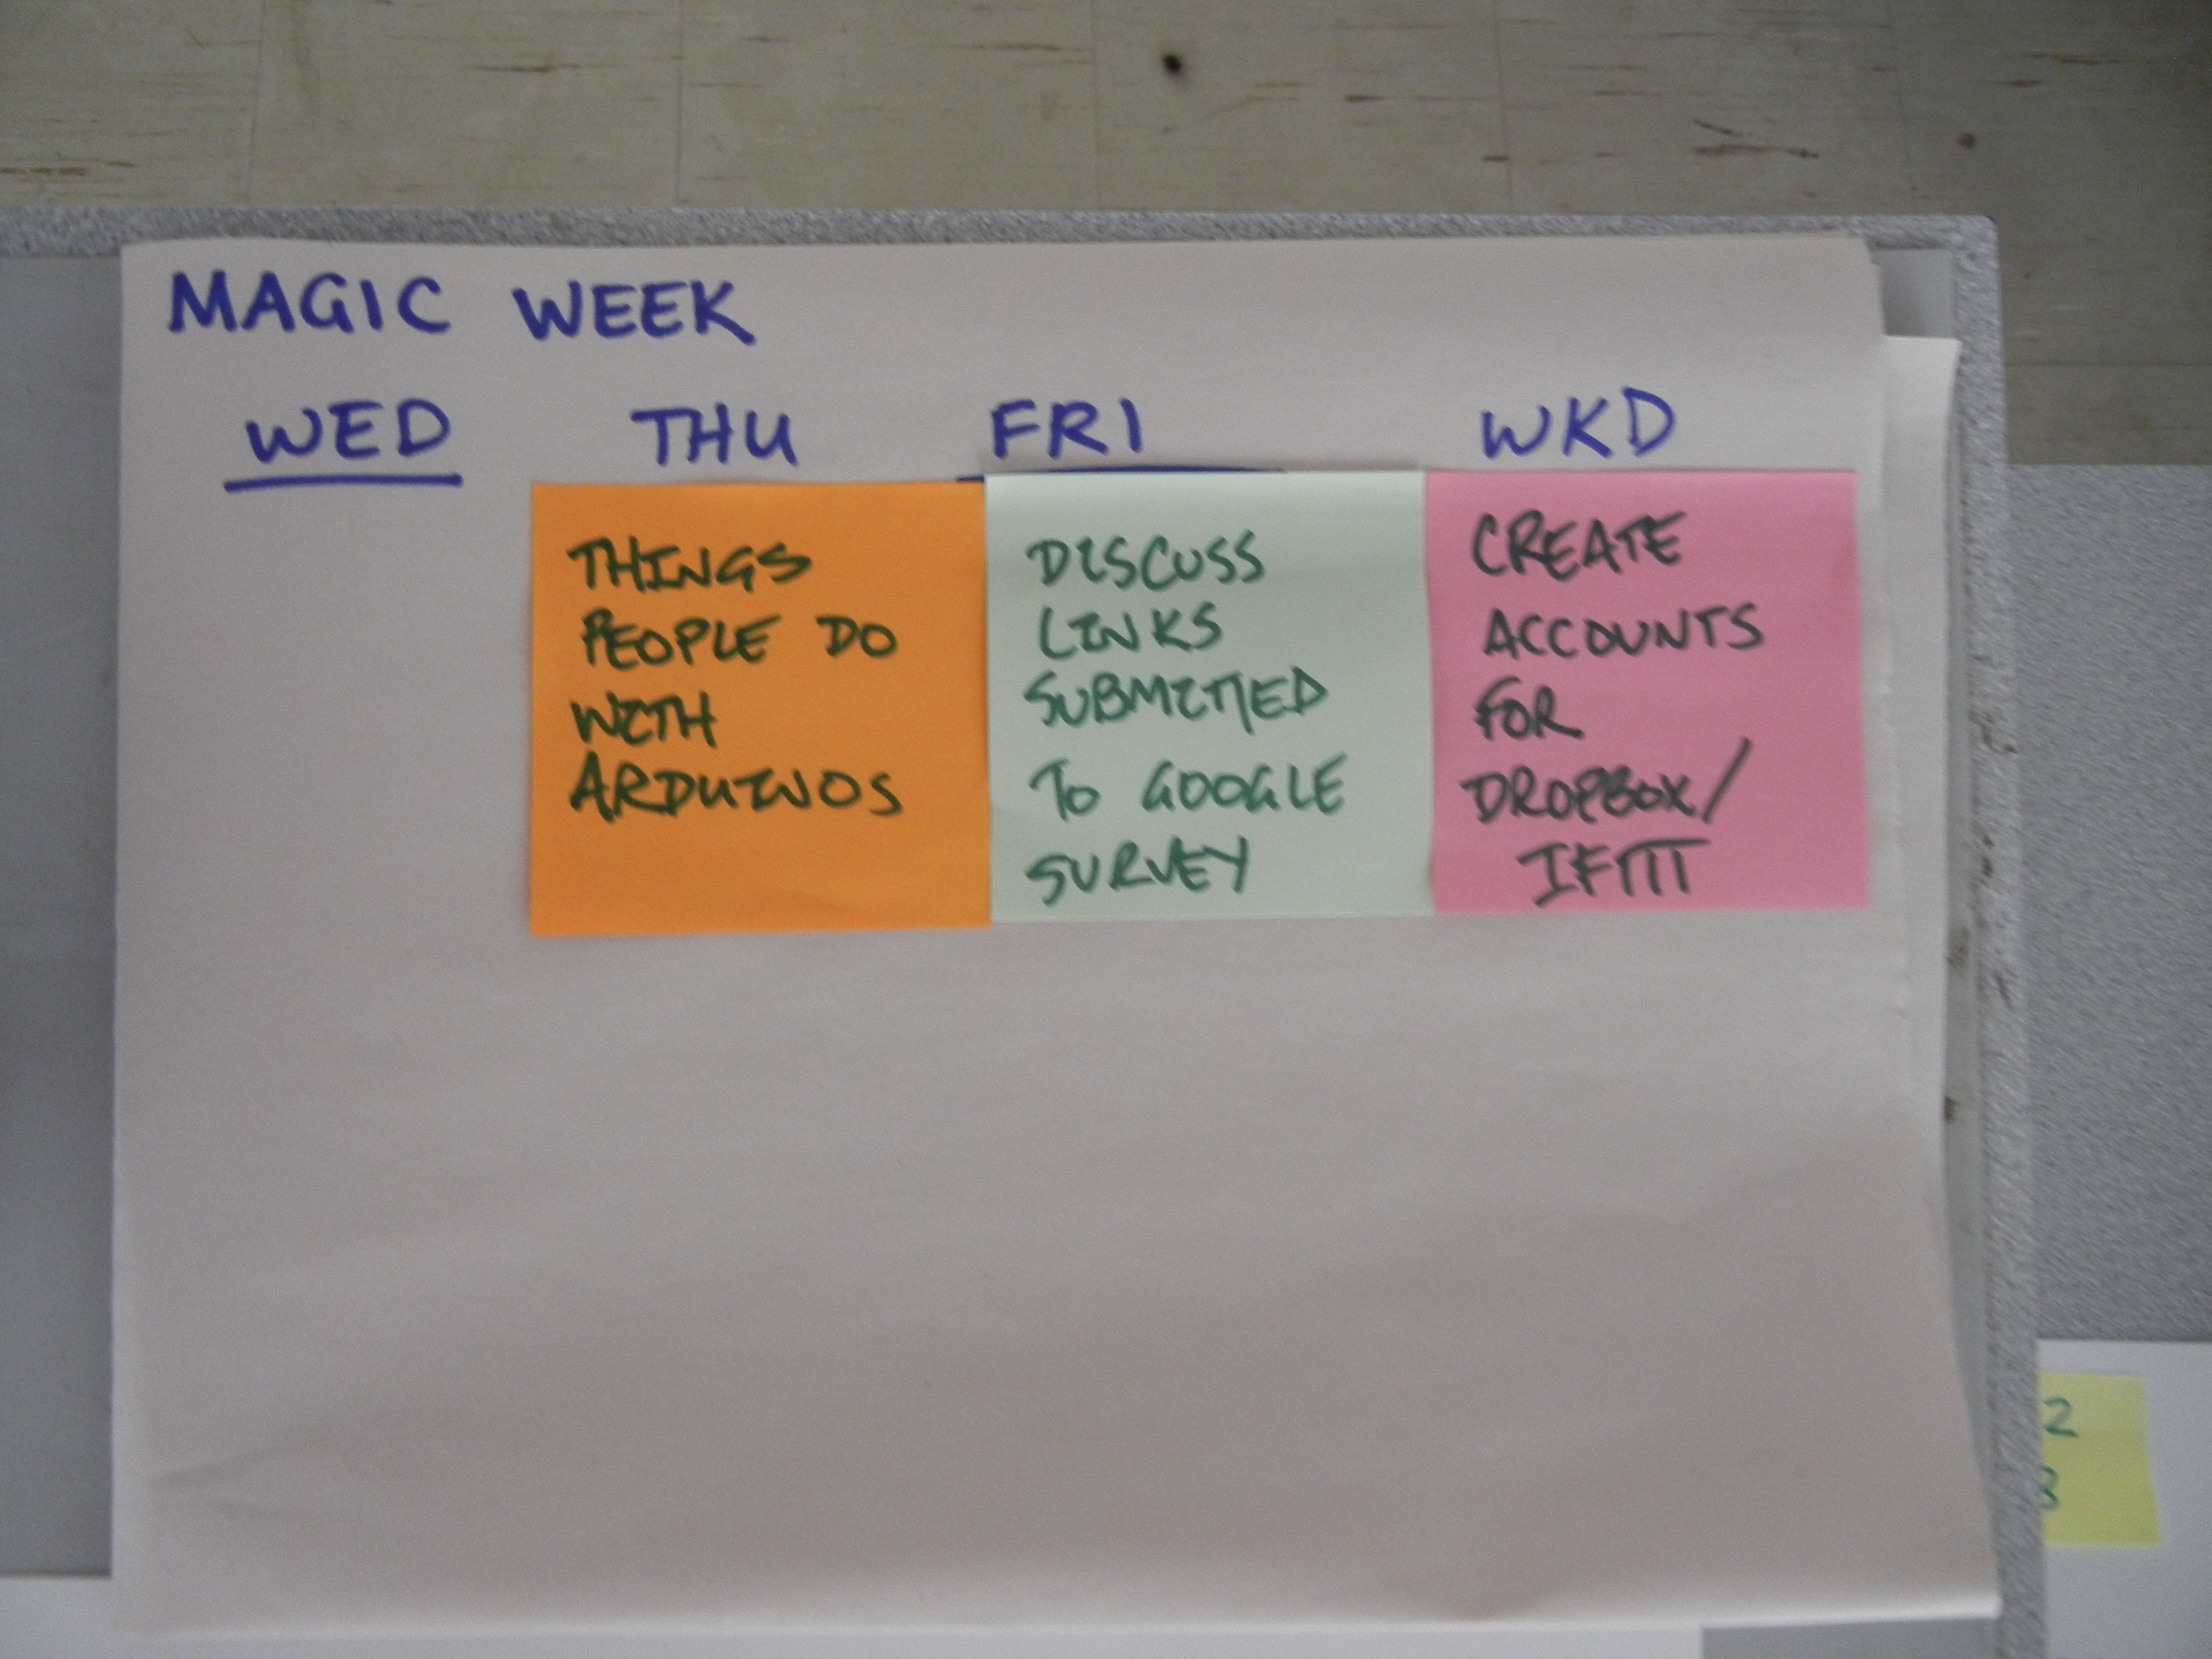 MAGIC WEEK
WED THU FRI WKD
THINGS
PEOPLE DO
WITH
ARDUINOS
DISCUSS
LINKS
SUBMITTED
TO GOOGLE
SURVEY
CREATE
ACCOUNTS
FOR
DROPBOX/
IFTTT
2
8